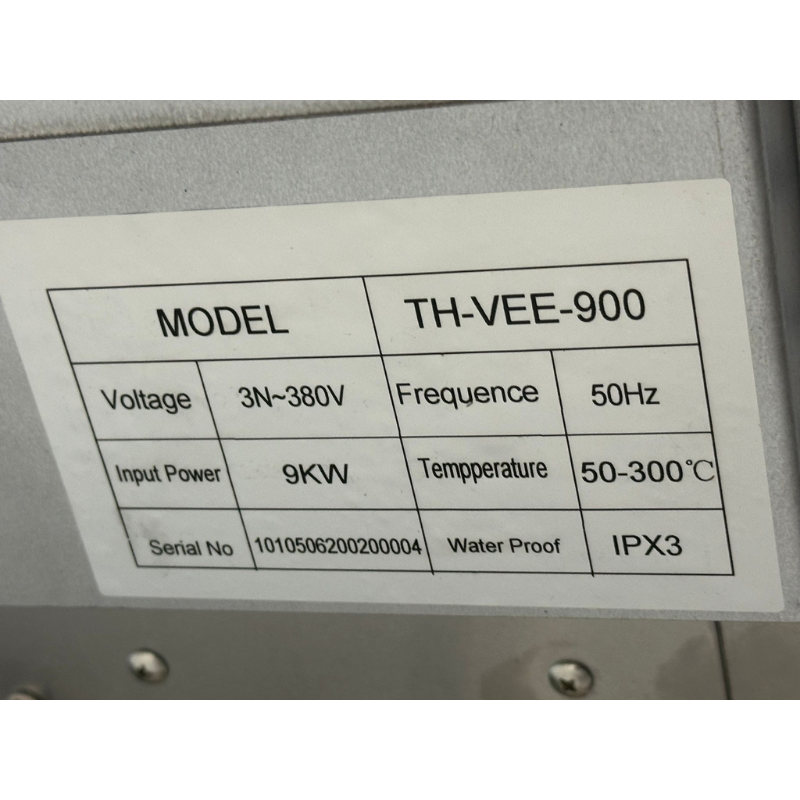 MODEL TH-VEE-900
Voltage 3N~380V Frequence 50Hz
Input Power 9KW Tempperature 50-300℃
Serial No 1010506200200004 Water Proof IPX3